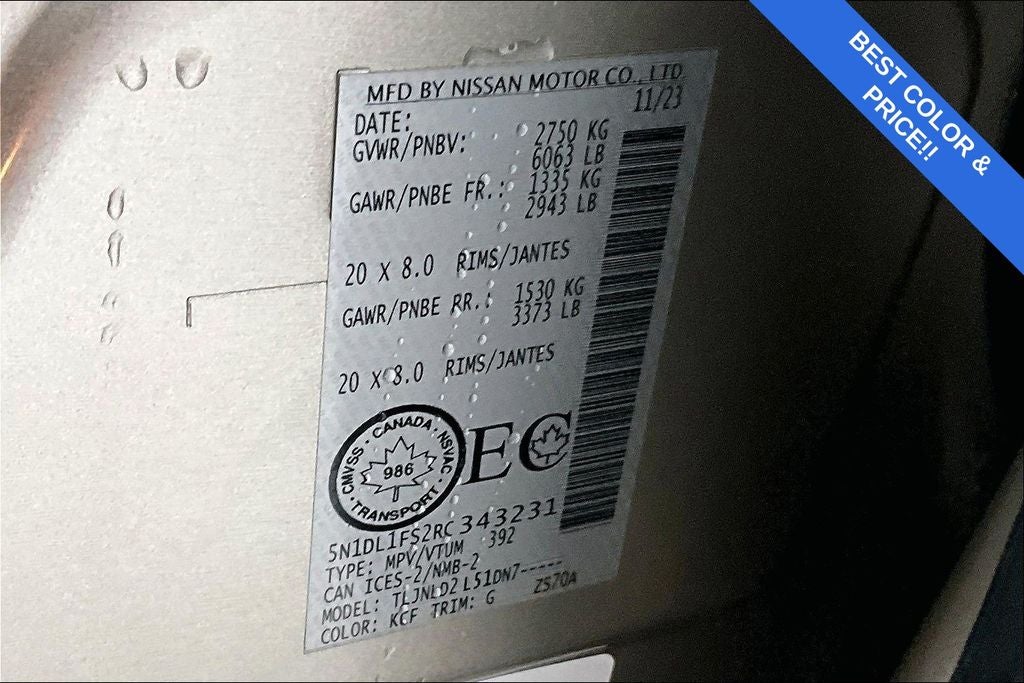 BEST COLOR &
PRICE!!
MFD BY NISSAN MOTOR CO., LTD.
DATE: 11/23
GVWR/PNBV: 2750 KG
6063 LB
GAWR/PNBE FR.: 1335 KG
2943 LB
20 X 8.0 RIMS/JANTES
GAWR/PNBE RR.: 1530 KG
3373 LB
20 X 8.0 RIMS/JANTES
CANADA · NSVAC · TRANSPORT · CMVSS ·
986
EC
5N1DL1FS2RC343231
TYPE: MPV/VTUM 392
CAN ICES-2/NMB-2
MODEL: TLJNLD2 L51DN7-----
COLOR: KCF TRIM: G ZS70A